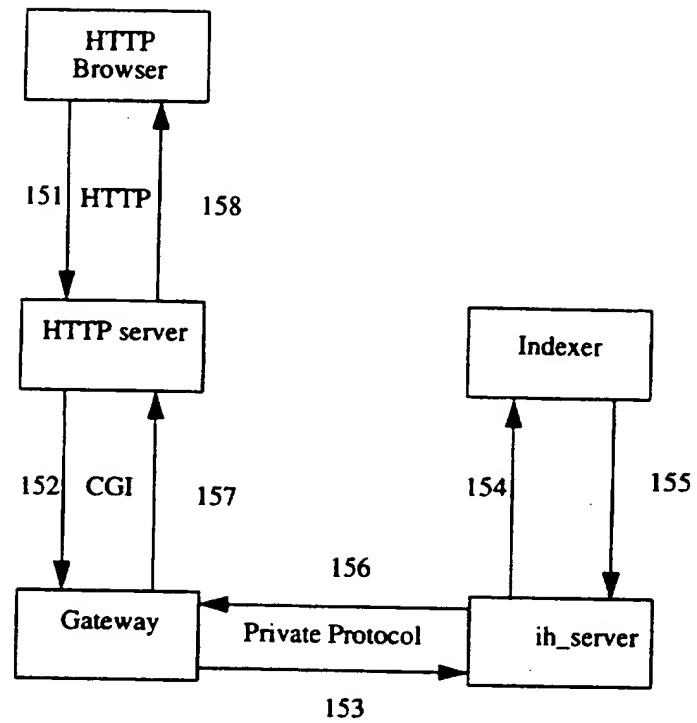 HTTP
Browser
151 HTTP 158
HTTP server
Indexer
152 CGI 157
154 155
156
Gateway
Private Protocol
ih_server
153